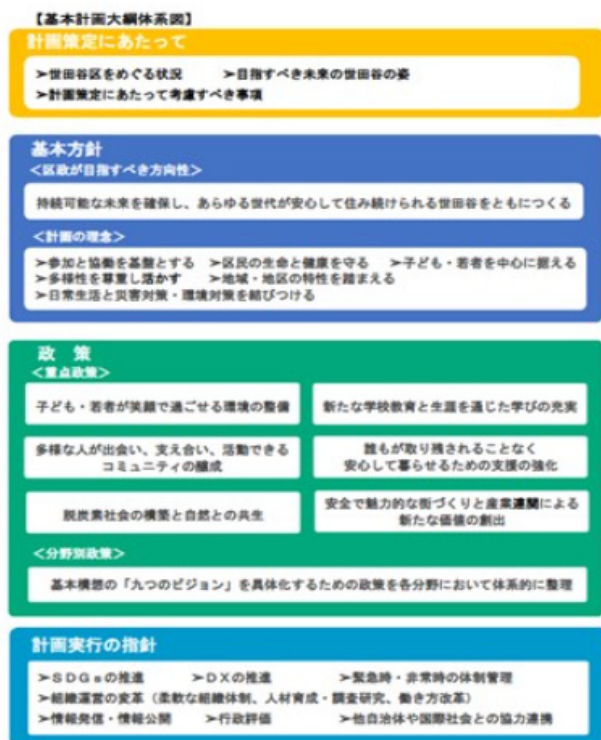 【基本計画大綱体系図】
計画策定にあたって
➤世田谷区をめぐる状況 ➤目指すべき未来の世田谷の姿
➤計画策定にあたって考慮すべき事項
基本方針
＜区政が目指すべき方向性＞
持続可能な未来を確保し、あらゆる世代が安心して住み続けられる世田谷をともにつくる
＜計画の理念＞
➤参加と協働を基盤とする ➤区民の生命と健康を守る ➤子ども・若者を中心に据える
➤多様性を尊重し活かす ➤地域・地区の特性を踏まえる
➤日常生活と災害対策・環境対策を結びつける
政 策
＜重点政策＞
子ども・若者が笑顔で過ごせる環境の整備
新たな学校教育と生涯を通じた学びの充実
多様な人が出会い、支え合い、活動できる
コミュニティの醸成
誰もが取り残されることなく
安心して暮らせるための支援の強化
脱炭素社会の構築と自然との共生
安全で魅力的な街づくりと産業連関による
新たな価値の創出
＜分野別政策＞
基本構想の「九つのビジョン」を具体化するための政策を各分野において体系的に整理
計画実行の指針
➤ＳＤＧｓの推進 ➤ＤＸの推進 ➤緊急時・非常時の体制管理
➤組織運営の変革（柔軟な組織体制、人材育成・調査研究、働き方改革）
➤情報発信・情報公開 ➤行政評価 ➤他自治体や国際社会との協力連携